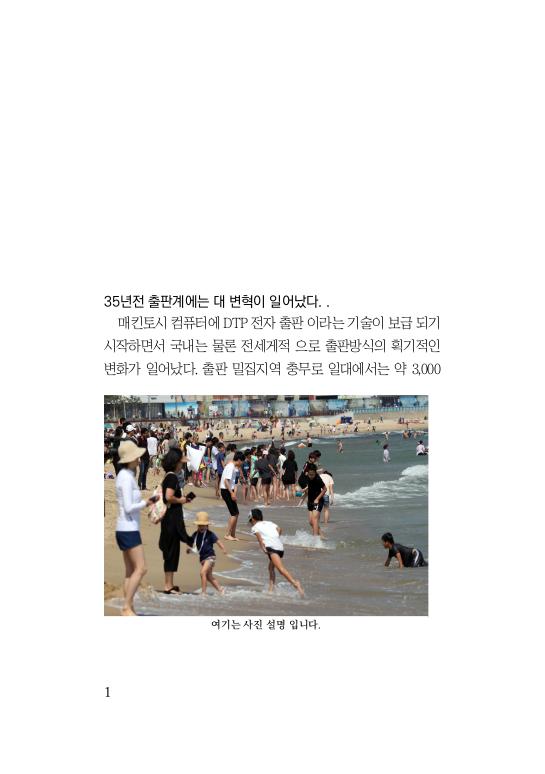 35년전 출판계에는 대 변혁이 일어났다. .
매킨토시 컴퓨터에 DTP 전자 출판 이라는 기술이 보급 되기
시작하면서 국내는 물론 전세게적 으로 출판방식의 획기적인
변화가 일어났다. 출판 밀집지역 충무로 일대에서는 약 3,000
여기는 사진 설명 입니다.
1